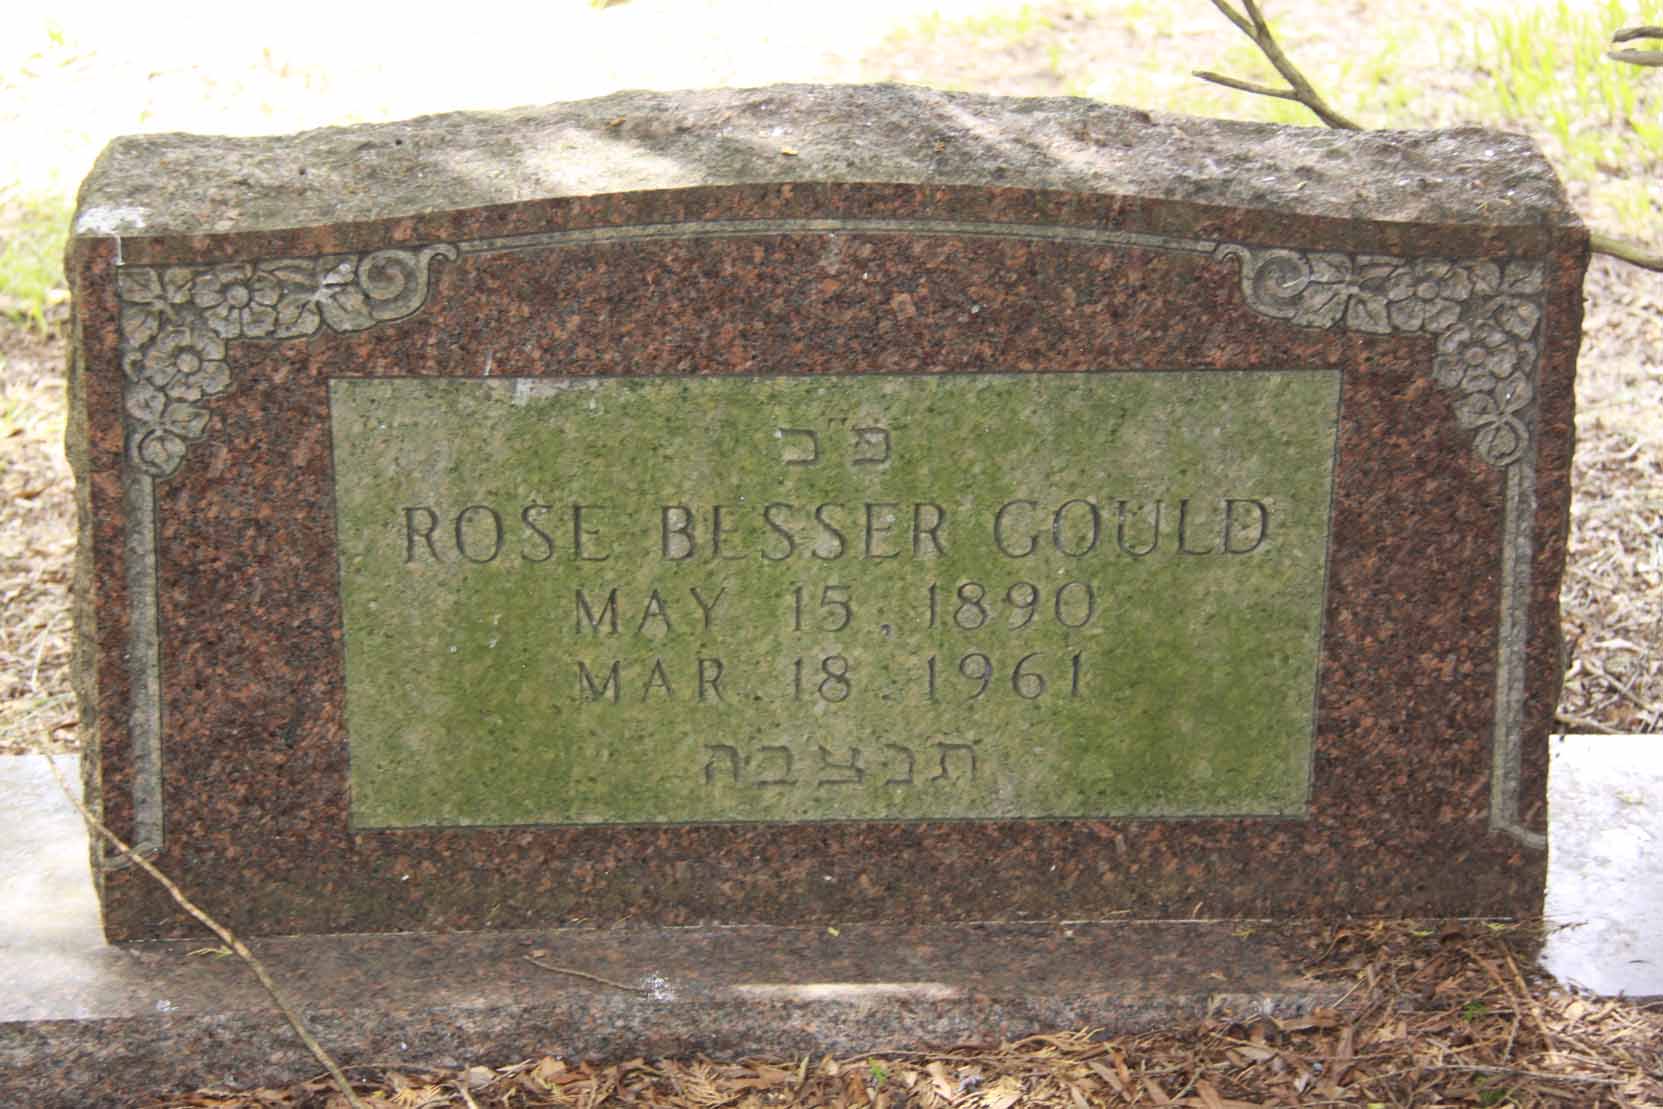 פ"נ
ROSE BESSER GOULD
MAY 15, 1890
MAR. 18, 1961
תנצבה